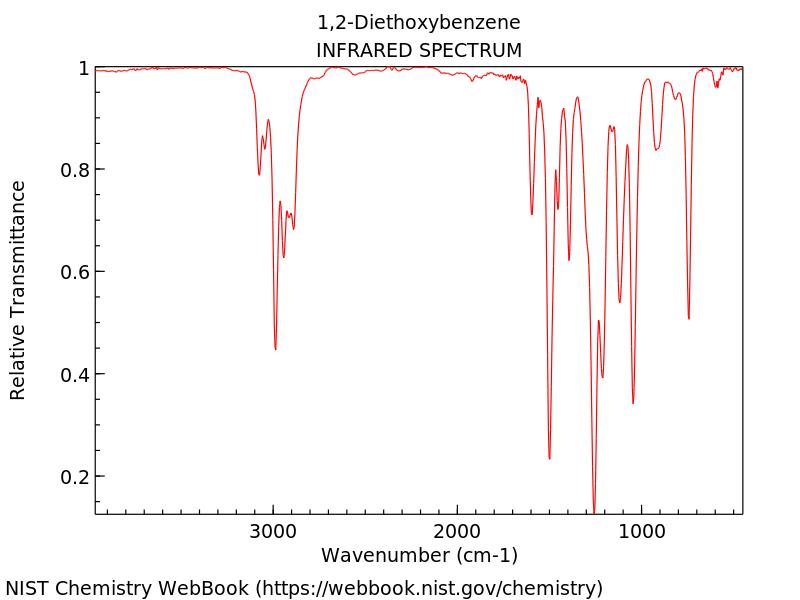 1,2-Diethoxybenzene
INFRARED SPECTRUM
1
0.8
0.6
0.4
0.2
Relative Transmittance
3000 2000 1000
Wavenumber (cm-1)
NIST Chemistry WebBook (https://webbook.nist.gov/chemistry)